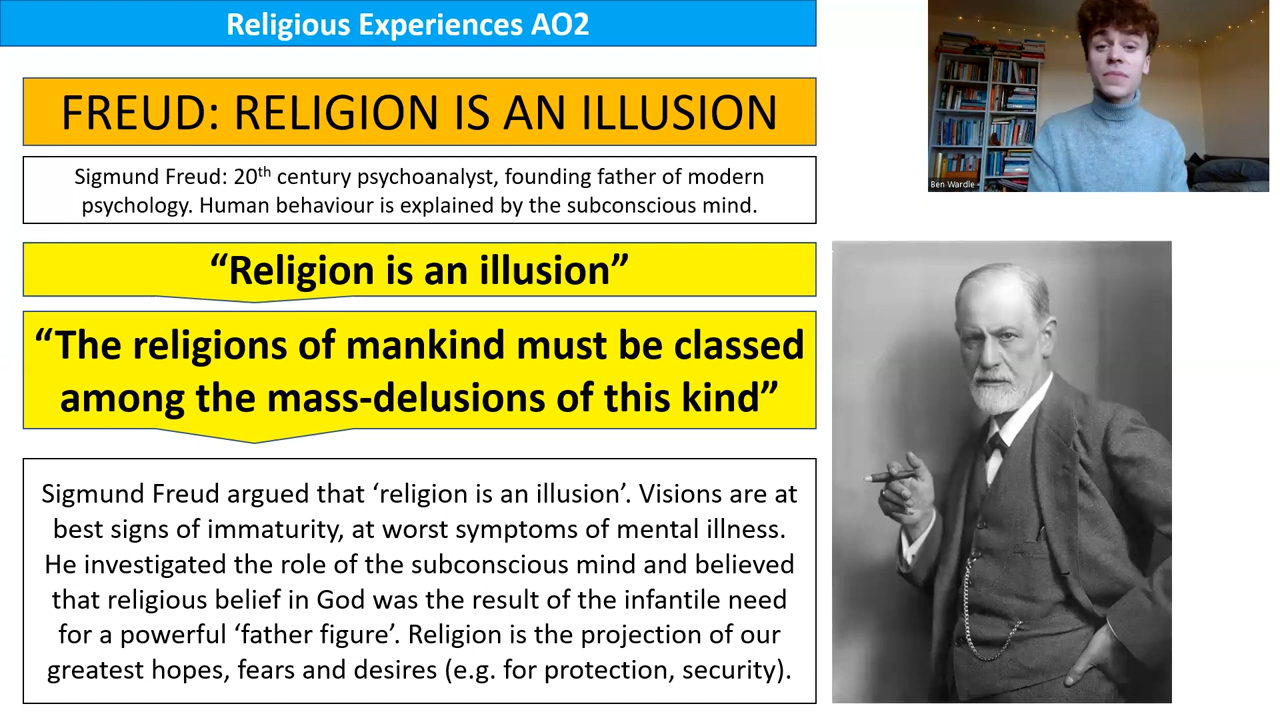 Religious Experiences AO2
FREUD: RELIGION IS AN ILLUSION
Sigmund Freud: 20th century psychoanalyst, founding father of modern
psychology. Human behaviour is explained by the subconscious mind.
“Religion is an illusion”
“The religions of mankind must be classed
among the mass-delusions of this kind”
Sigmund Freud argued that ‘religion is an illusion’. Visions are at
best signs of immaturity, at worst symptoms of mental illness.
He investigated the role of the subconscious mind and believed
that religious belief in God was the result of the infantile need
for a powerful ‘father figure’. Religion is the projection of our
greatest hopes, fears and desires (e.g. for protection, security).
Ben Wardle